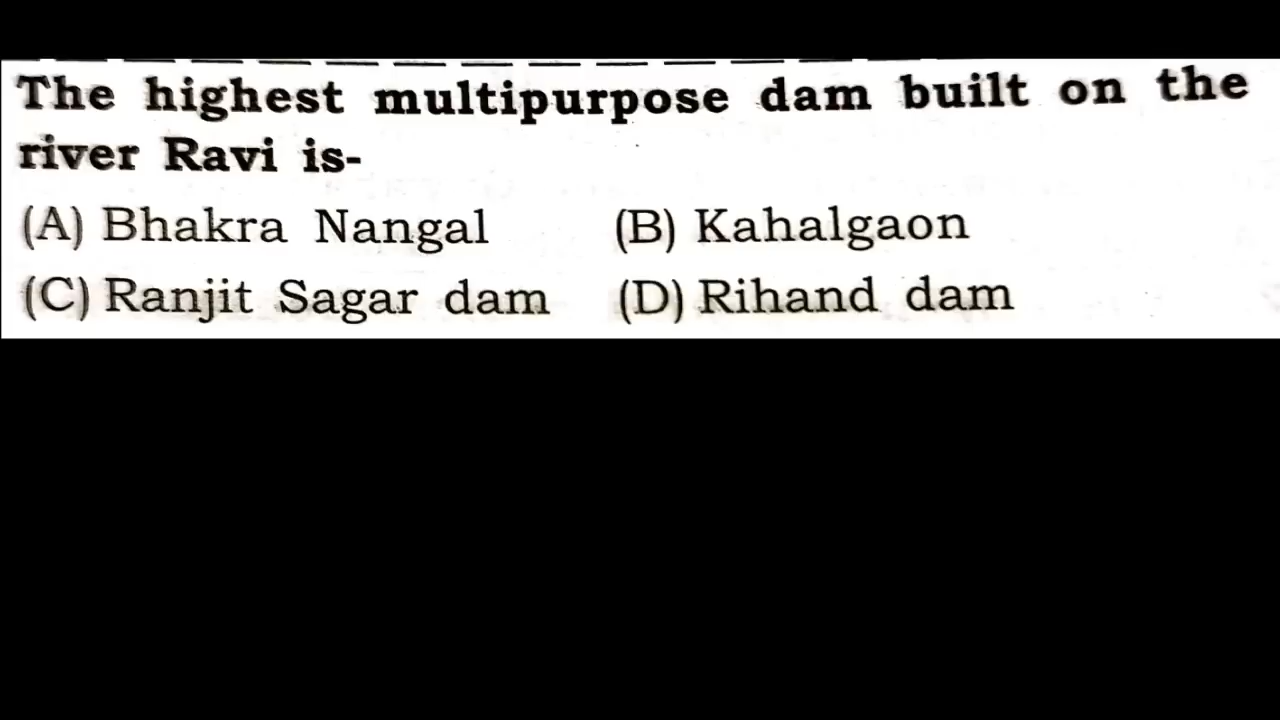 The highest multipurpose dam built on the
river Ravi is-
(A) Bhakra Nangal (B) Kahalgaon
(C) Ranjit Sagar dam (D) Rihand dam